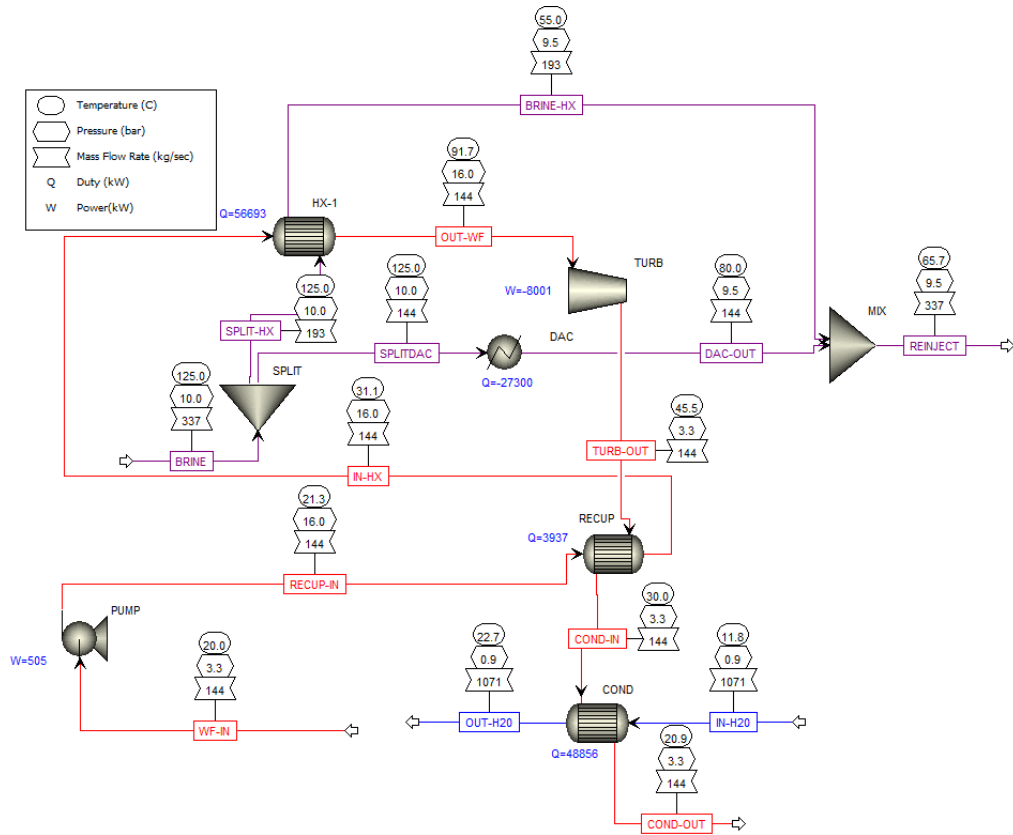 55.0
9.5
193
BRINE-HX
Temperature (C)
Pressure (bar)
Mass Flow Rate (kg/sec)
Q Duty (kW)
W Power(kW)
91.7
16.0
144
OUT-WF
HX-1
Q=56693
TURB
W=-8001
125.0
10.0
193
SPLIT-HX
125.0
10.0
144
SPLITDAC
DAC
Q=-27300
80.0
9.5
144
DAC-OUT
MIX
65.7
9.5
337
REINJECT
SPLIT
125.0
10.0
337
BRINE
31.1
16.0
144
IN-HX
45.5
3.3
144
TURB-OUT
21.3
16.0
144
RECUP-IN
RECUP
Q=3937
PUMP
W=505
20.0
3.3
144
WF-IN
30.0
3.3
144
COND-IN
22.7
0.9
1071
OUT-H20
11.8
0.9
1071
IN-H20
COND
Q=48856
20.9
3.3
144
COND-OUT